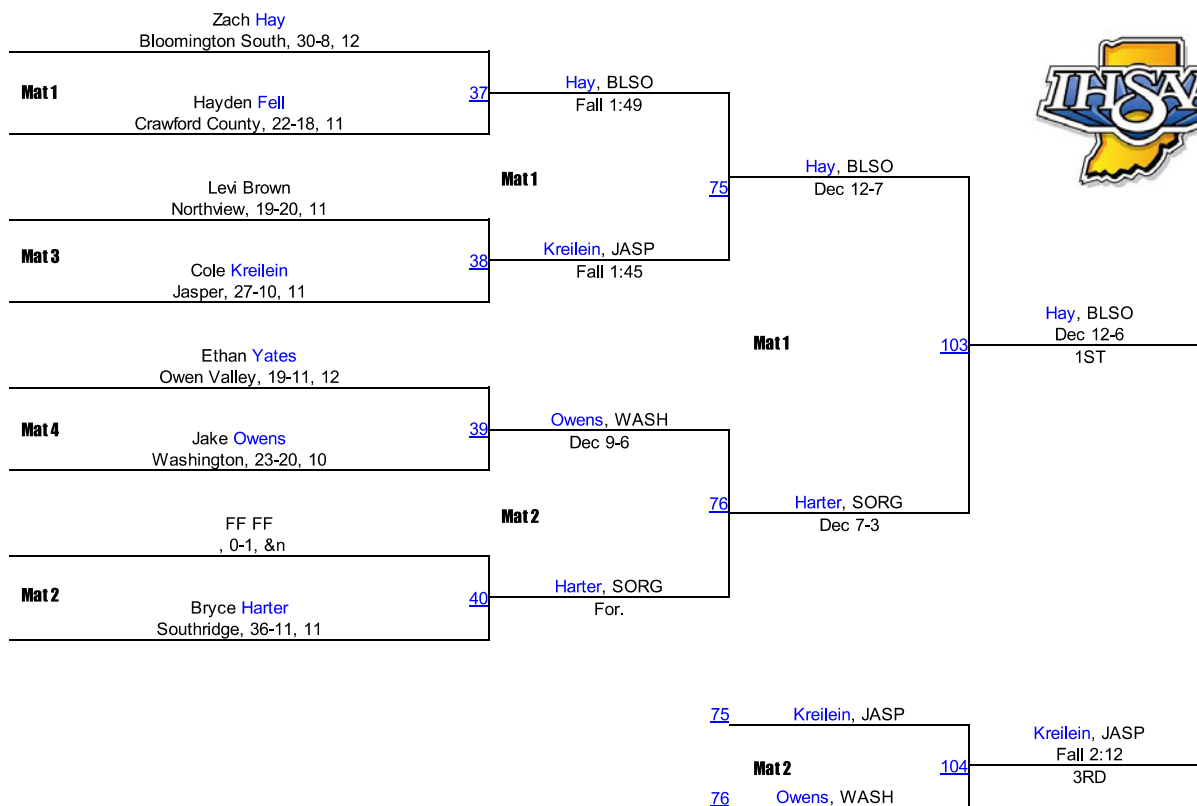 Zach Hay
Bloomington South, 30-8, 12
Mat 1
Hayden Fell
Crawford County, 22-18, 11
37
Hay, BLSO
Fall 1:49
Levi Brown
Northview, 19-20, 11
Mat 3
Cole Kreilein
Jasper, 27-10, 11
38
Kreilein, JASP
Fall 1:45
Mat 1
75
Hay, BLSO
Dec 12-7
Ethan Yates
Owen Valley, 19-11, 12
Mat 4
Jake Owens
Washington, 23-20, 10
39
Owens, WASH
Dec 9-6
FF FF
, 0-1, &n
Mat 2
Bryce Harter
Southridge, 36-11, 11
40
Harter, SORG
For.
Mat 2
76
Harter, SORG
Dec 7-3
Mat 1
103
Hay, BLSO
Dec 12-6
1ST
75
Kreilein, JASP
Mat 2
76
Owens, WASH
104
Kreilein, JASP
Fall 2:12
3RD
IHSAA